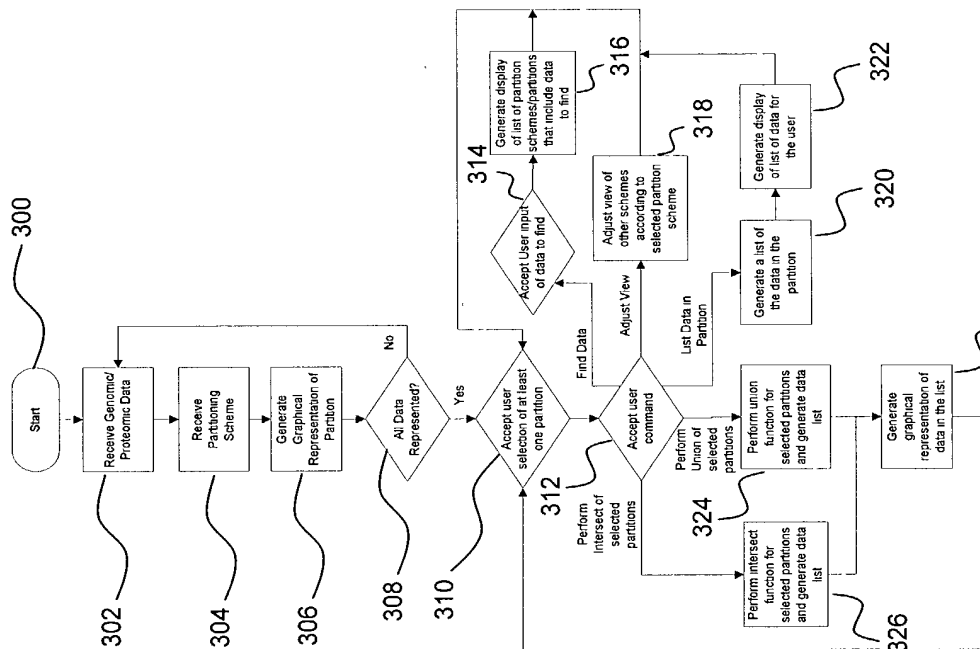 300
Start
302
Receive Genomic/
Proteomic Data
304
Receive
Partitioning
Scheme
306
Generate
Graphical
Representation of
Partition
308
All Data
Represented?
No
Yes
310
Accept user
selection of at least
one partition
312
Accept user
command
Find Data
Adjust View
List Data in
Partition
Perform
Union of
selected
partitions
Perform
Intersect of
selected
partitions
314
Accept User input
of data to find
316
Generate display
of list of partition
schemes/partitions
that include data
to find
318
Adjust view of
other schemes
according to
selected partition
scheme
320
Generate a list of
the data in the
partition
322
Generate display
of list of data for
the user
324
Perform union
function for
selected partitions
and generate data
list
326
Perform intersect
function for
selected partitions
and generate data
list
Generate
graphical
representation of
data in the list